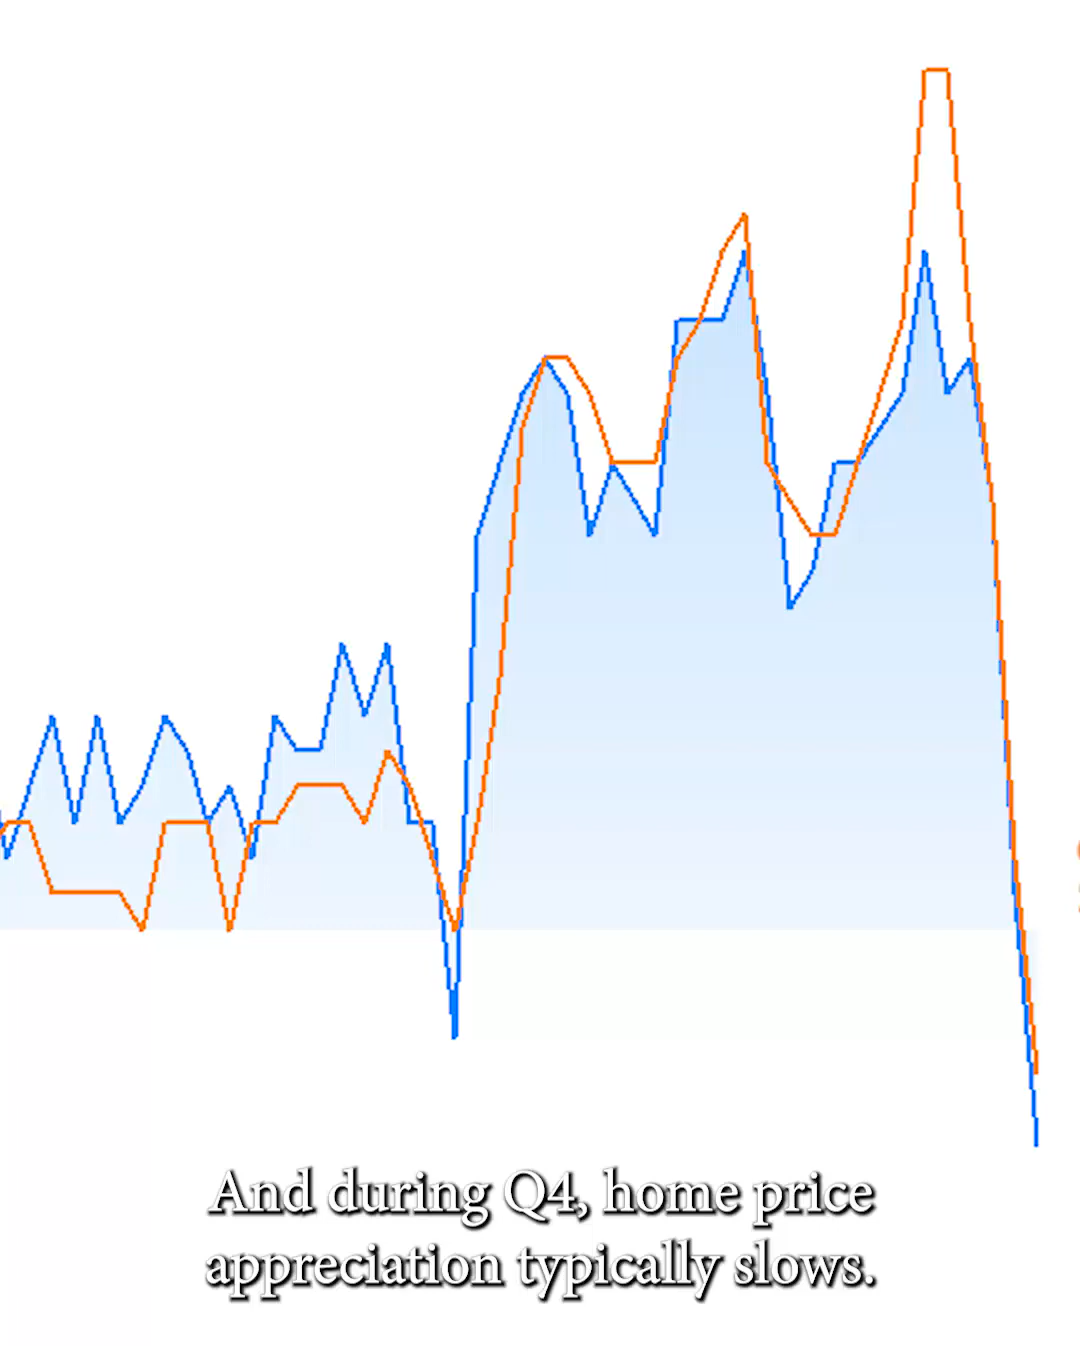 And during Q4, home price
appreciation typically slows.